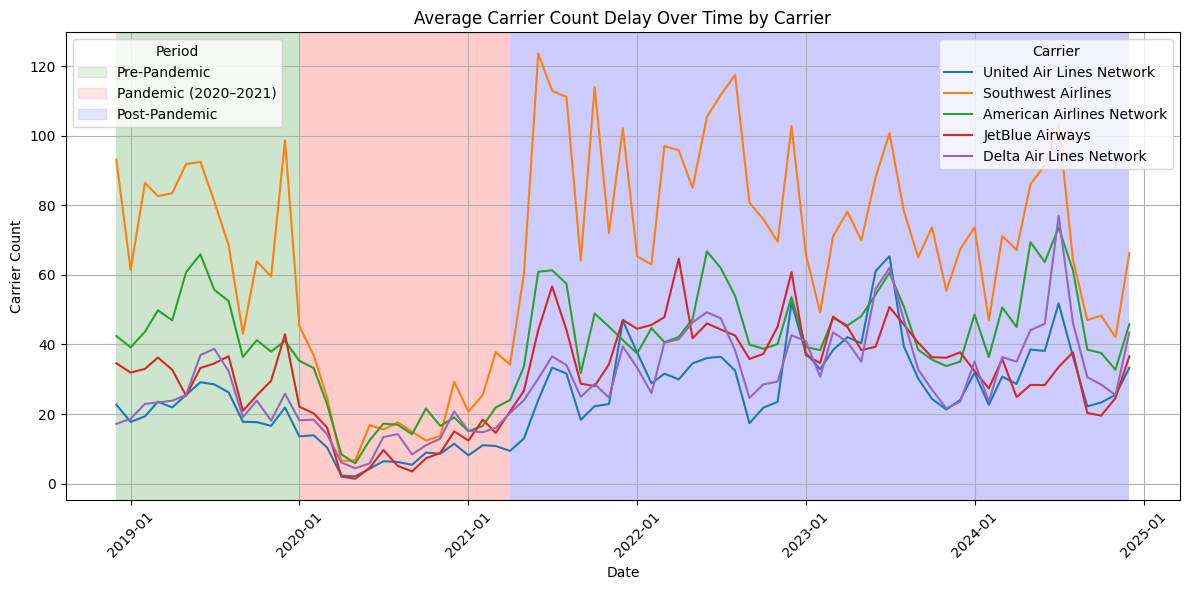 Average Carrier Count Delay Over Time by Carrier
Period
Pre-Pandemic
Pandemic (2020–2021)
Post-Pandemic
Carrier
United Air Lines Network
Southwest Airlines
American Airlines Network
JetBlue Airways
Delta Air Lines Network
Carrier Count
120
100
80
60
40
20
0
2019-01
2020-01
2021-01
2022-01
2023-01
2024-01
2025-01
Date